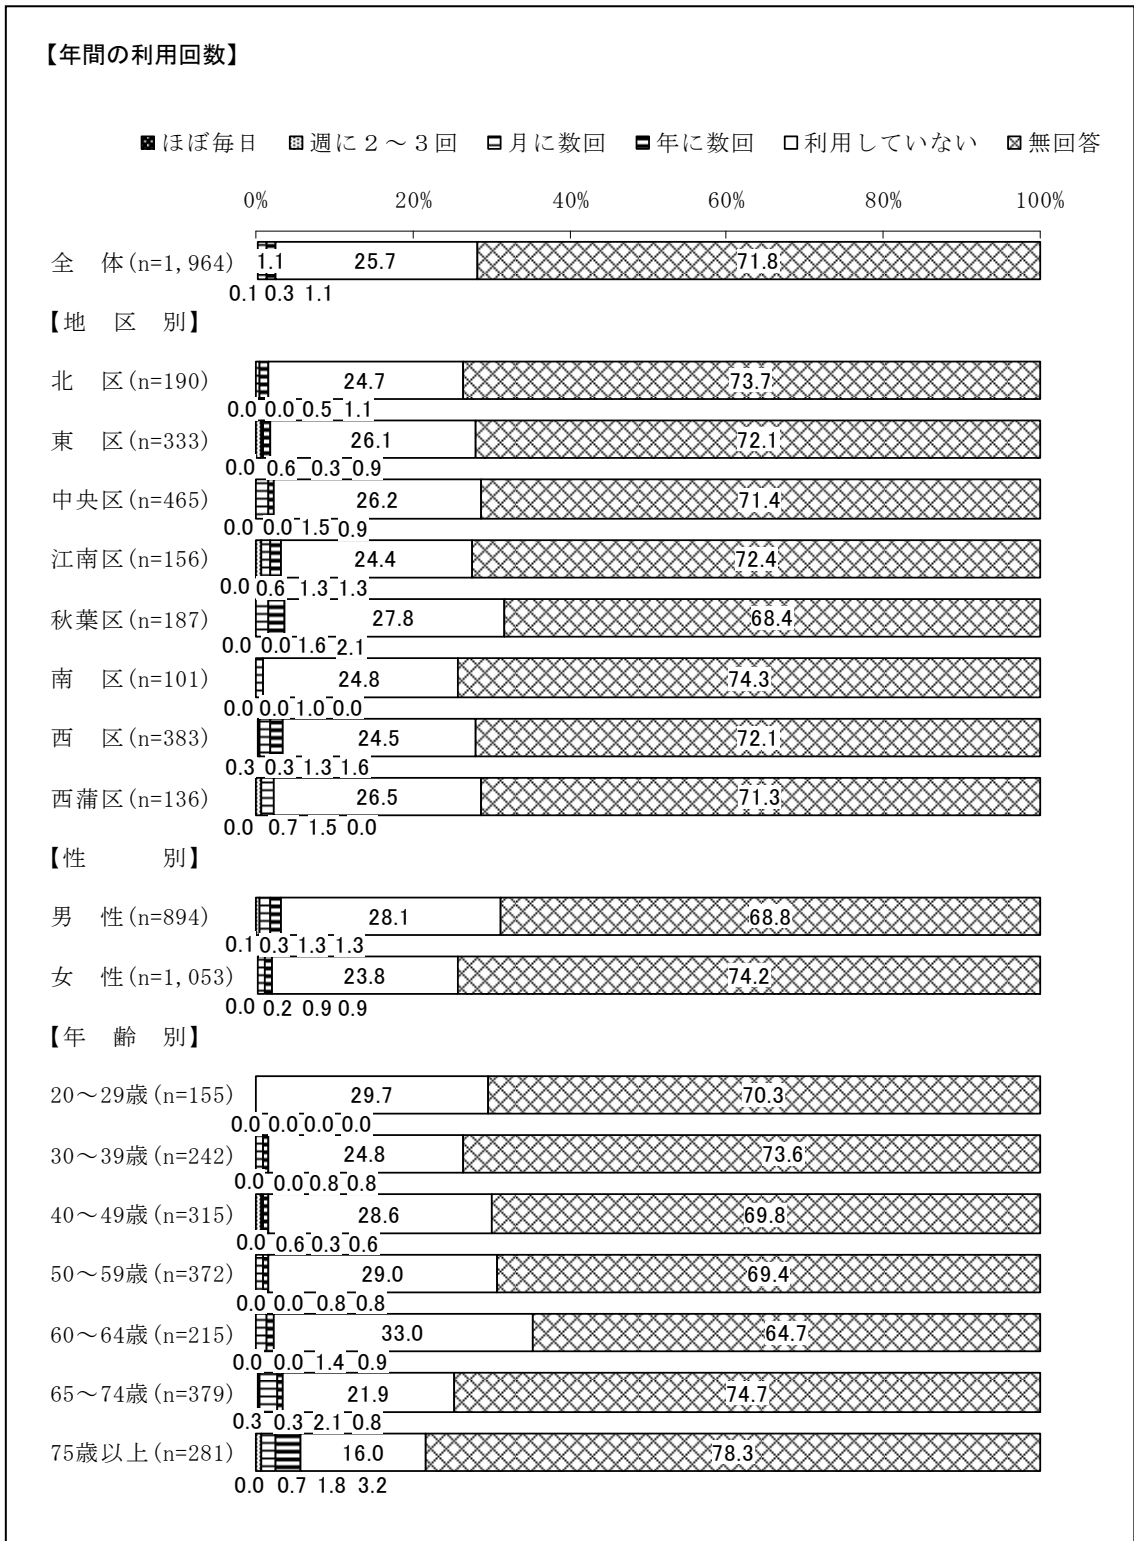 【年間の利用回数】
ほぼ毎日 週に２～３回 月に数回 年に数回 利用していない 無回答
0% 20% 40% 60% 80% 100%
全　体(n=1,964) 1.1 25.7 71.8
0.1 0.3 1.1
【地　区　別】
北　区(n=190) 24.7 73.7
0.0 0.0 0.5 1.1
東　区(n=333) 26.1 72.1
0.0 0.6 0.3 0.9
中央区(n=465) 26.2 71.4
0.0 0.0 1.5 0.9
江南区(n=156) 24.4 72.4
0.0 0.6 1.3 1.3
秋葉区(n=187) 27.8 68.4
0.0 0.0 1.6 2.1
南　区(n=101) 24.8 74.3
0.0 0.0 1.0 0.0
西　区(n=383) 24.5 72.1
0.3 0.3 1.3 1.6
西蒲区(n=136) 26.5 71.3
0.0 0.7 1.5 0.0
【性　　　別】
男　性(n=894) 28.1 68.8
0.1 0.3 1.3 1.3
女　性(n=1,053) 23.8 74.2
0.0 0.2 0.9 0.9
【年　齢　別】
20～29歳(n=155) 29.7 70.3
0.0 0.0 0.0 0.0
30～39歳(n=242) 24.8 73.6
0.0 0.0 0.8 0.8
40～49歳(n=315) 28.6 69.8
0.0 0.6 0.3 0.6
50～59歳(n=372) 29.0 69.4
0.0 0.0 0.8 0.8
60～64歳(n=215) 33.0 64.7
0.0 0.0 1.4 0.9
65～74歳(n=379) 21.9 74.7
0.3 0.3 2.1 0.8
75歳以上(n=281) 16.0 78.3
0.0 0.7 1.8 3.2